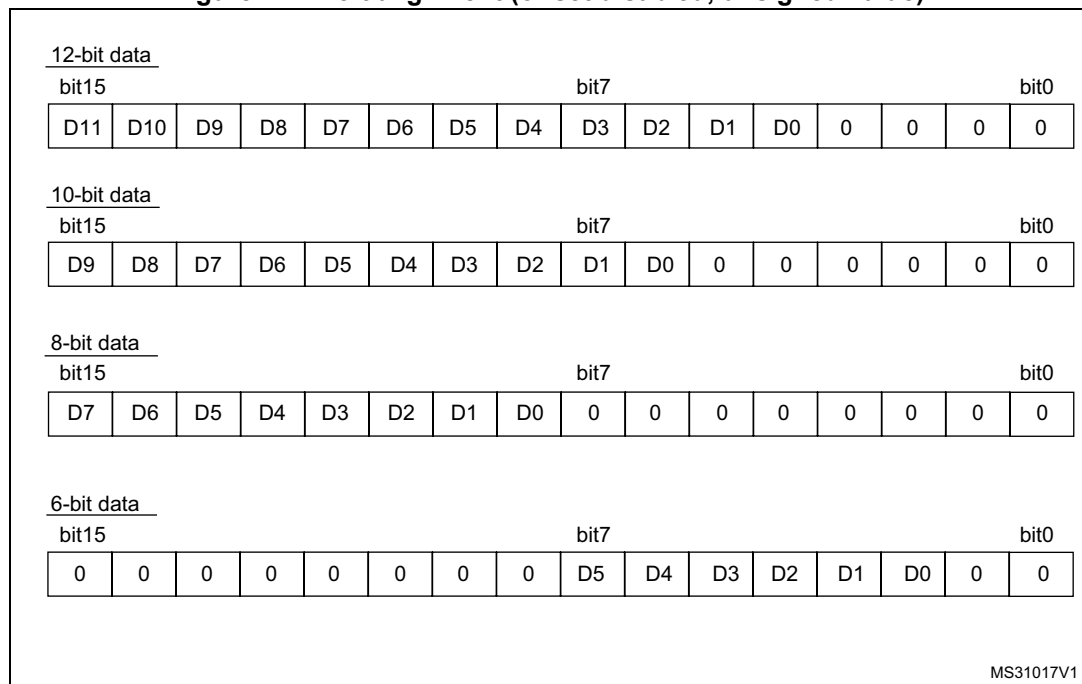 12-bit data
bit15 bit7 bit0
D11 D10 D9 D8 D7 D6 D5 D4 D3 D2 D1 D0 0 0 0 0
10-bit data
bit15 bit7 bit0
D9 D8 D7 D6 D5 D4 D3 D2 D1 D0 0 0 0 0 0 0
8-bit data
bit15 bit7 bit0
D7 D6 D5 D4 D3 D2 D1 D0 0 0 0 0 0 0 0 0
6-bit data
bit15 bit7 bit0
0 0 0 0 0 0 0 0 D5 D4 D3 D2 D1 D0 0 0
MS31017V1